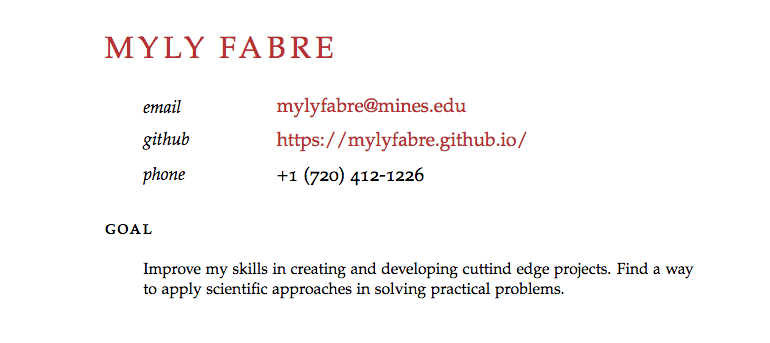 MYLY FABRE
email mylyfabre@mines.edu
github https://mylyfabre.github.io/
phone +1 (720) 412-1226
GOAL
Improve my skills in creating and developing cuttind edge projects. Find a way
to apply scientific approaches in solving practical problems.